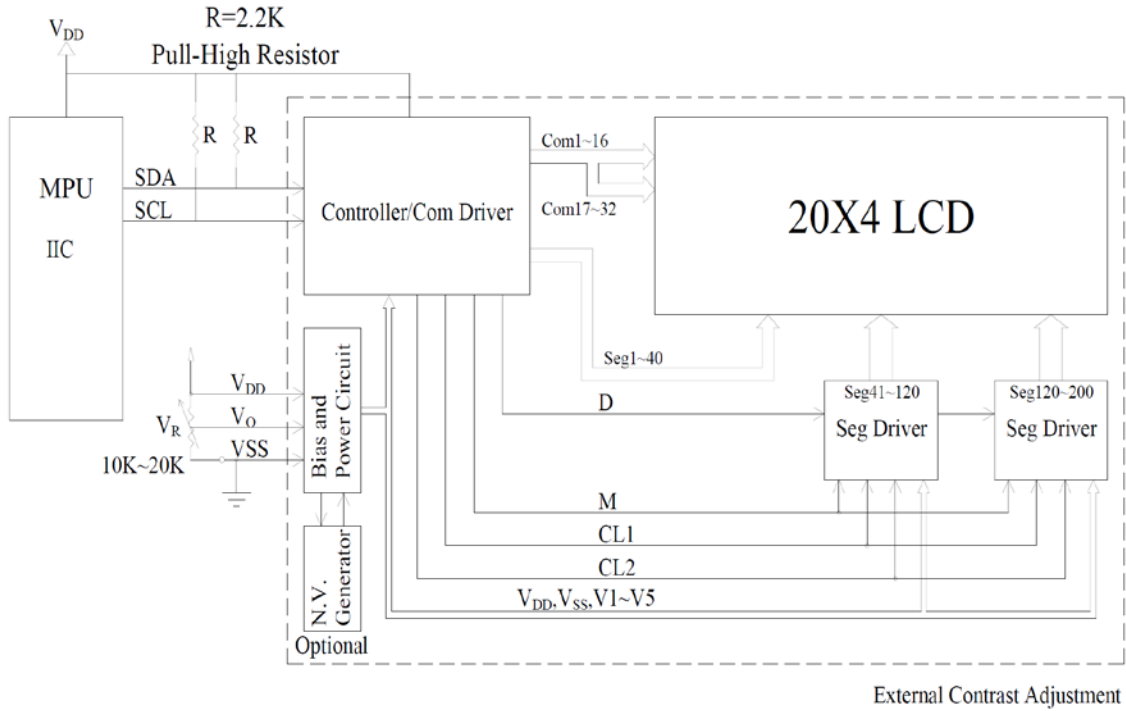 R=2.2K
VDD
Pull-High Resistor
R
R
MPU
IIC
SDA
SCL
Controller/Com Driver
Com1~16
Com17~32
20X4 LCD
Seg1~40
VDD
VO
VR
VSS
10K~20K
Bias and
Power Circuit
N.V.
Generator
Optional
D
Seg41~120
Seg Driver
Seg120~200
Seg Driver
M
CL1
CL2
VDD,VSS,V1~V5
External Contrast Adjustment